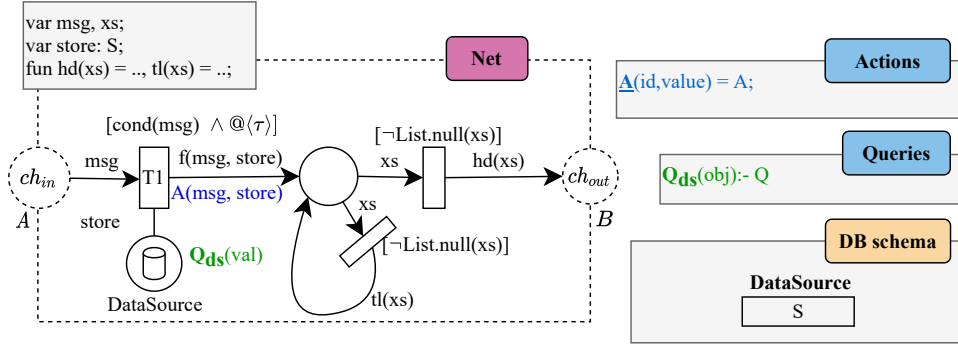 var msg, xs;
var store: S;
fun hd(xs) = .., tl(xs) = ..;
Net
[cond(msg) ∧ @⟨τ⟩]
[¬List.null(xs)]
ch_in
msg
T1
f(msg, store)
A(msg, store)
xs
hd(xs)
ch_out
A
store
xs
B
[¬List.null(xs)]
Q_ds(val)
DataSource
tl(xs)
Actions
A(id,value) = A;
Queries
Q_ds(obj):- Q
DB schema
DataSource
S